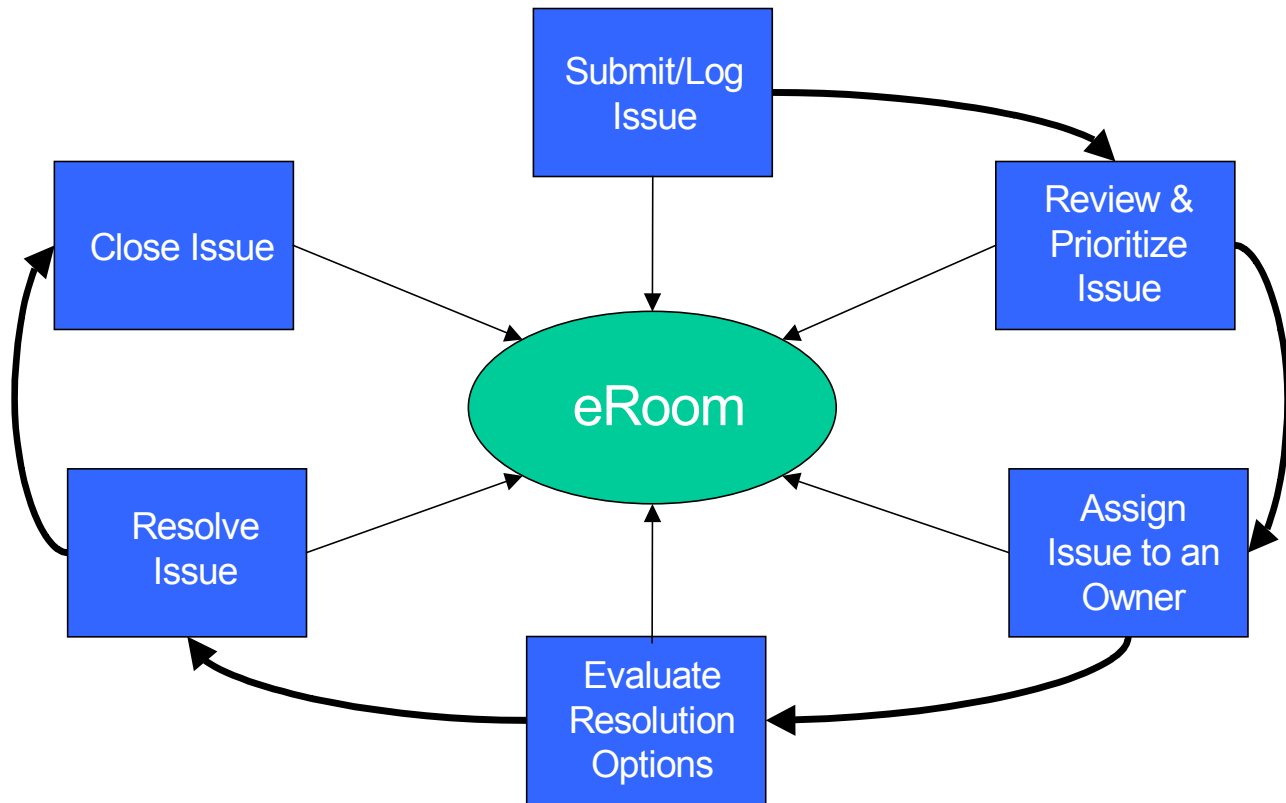 Submit/Log
Issue
Review &
Prioritize
Issue
Close Issue
eRoom
Assign
Issue to an
Owner
Resolve
Issue
Evaluate
Resolution
Options